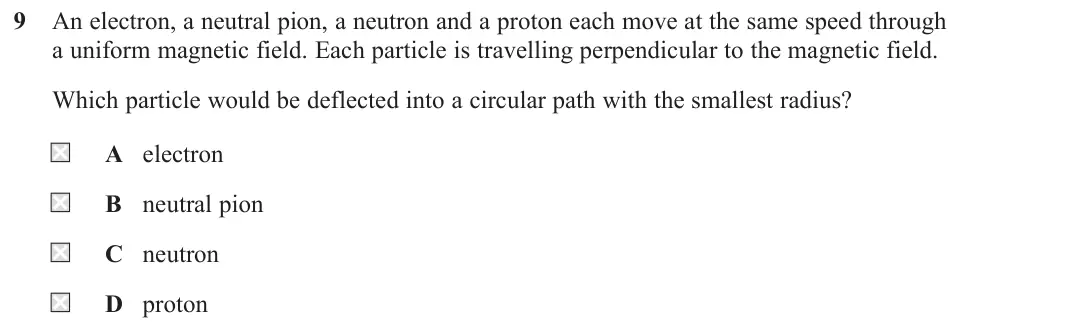 9 An electron, a neutral pion, a neutron and a proton each move at the same speed through
a uniform magnetic field. Each particle is travelling perpendicular to the magnetic field.
Which particle would be deflected into a circular path with the smallest radius?
A electron
B neutral pion
C neutron
D proton